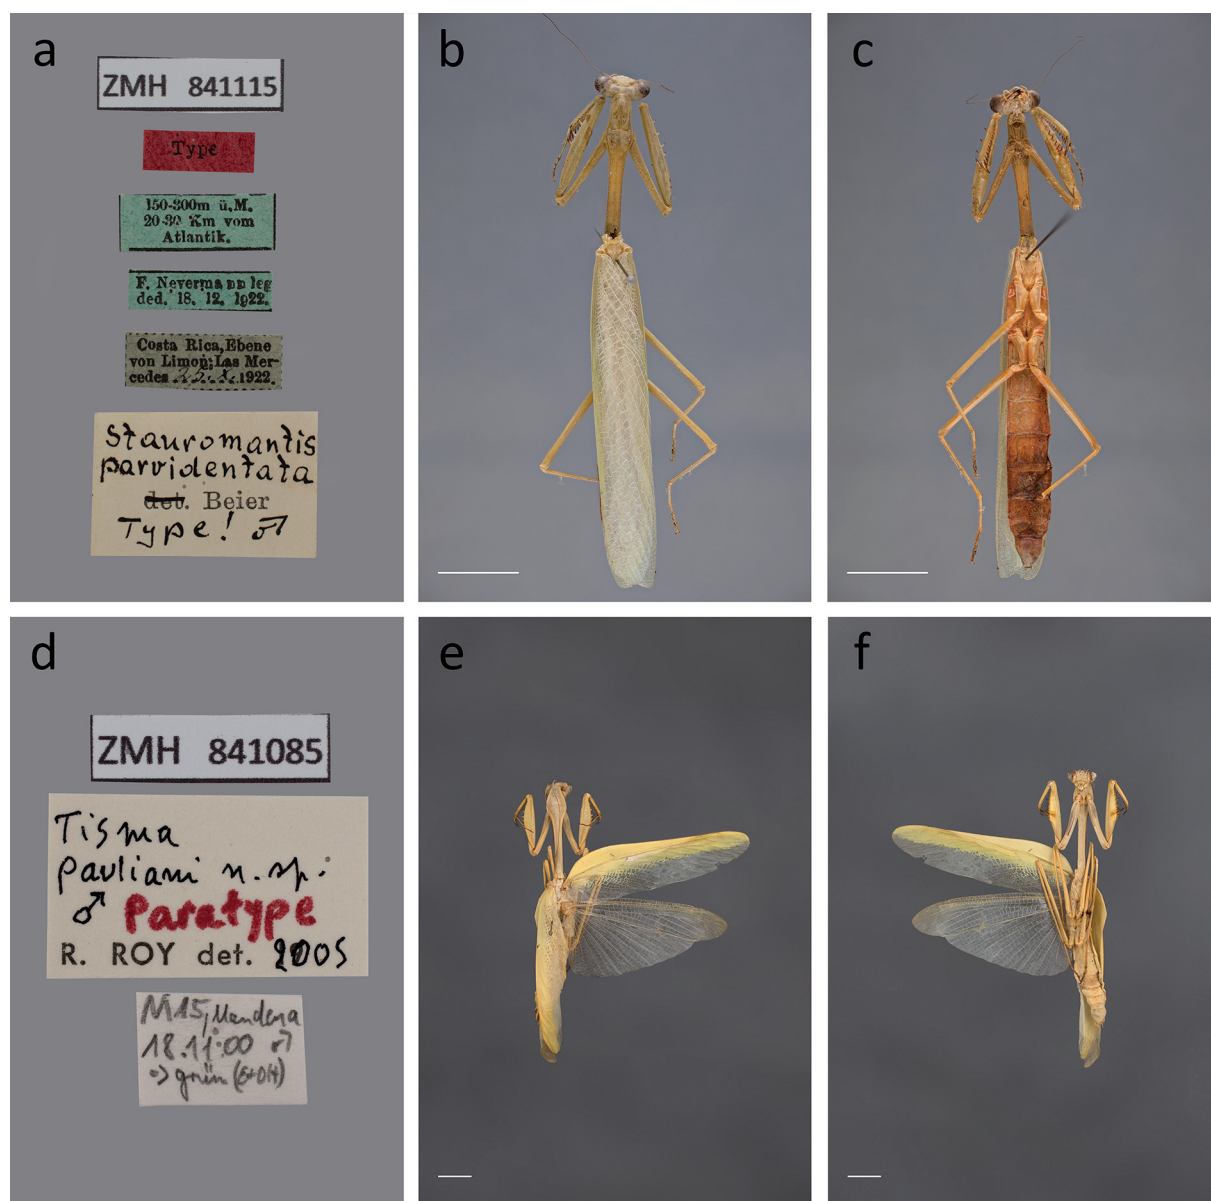 a
ZMH 841115
Type
150-300m ü.M.
20-30 Km vom
Atlantik.
F. Nevermann leg
ded. 18. 12. 1922.
Costa Rica, Ebene
von Limon; Las Mer-
cedes 1922.
Stauromantis
parvidentata
det. Beier
Type! ♂
b
c
d
ZMH 841085
Tisma
pauliani n. sp.
♂ Paratype
R. ROY det. 2005
M15, Mandena
18.11.00 ♂
=> grün
e
f